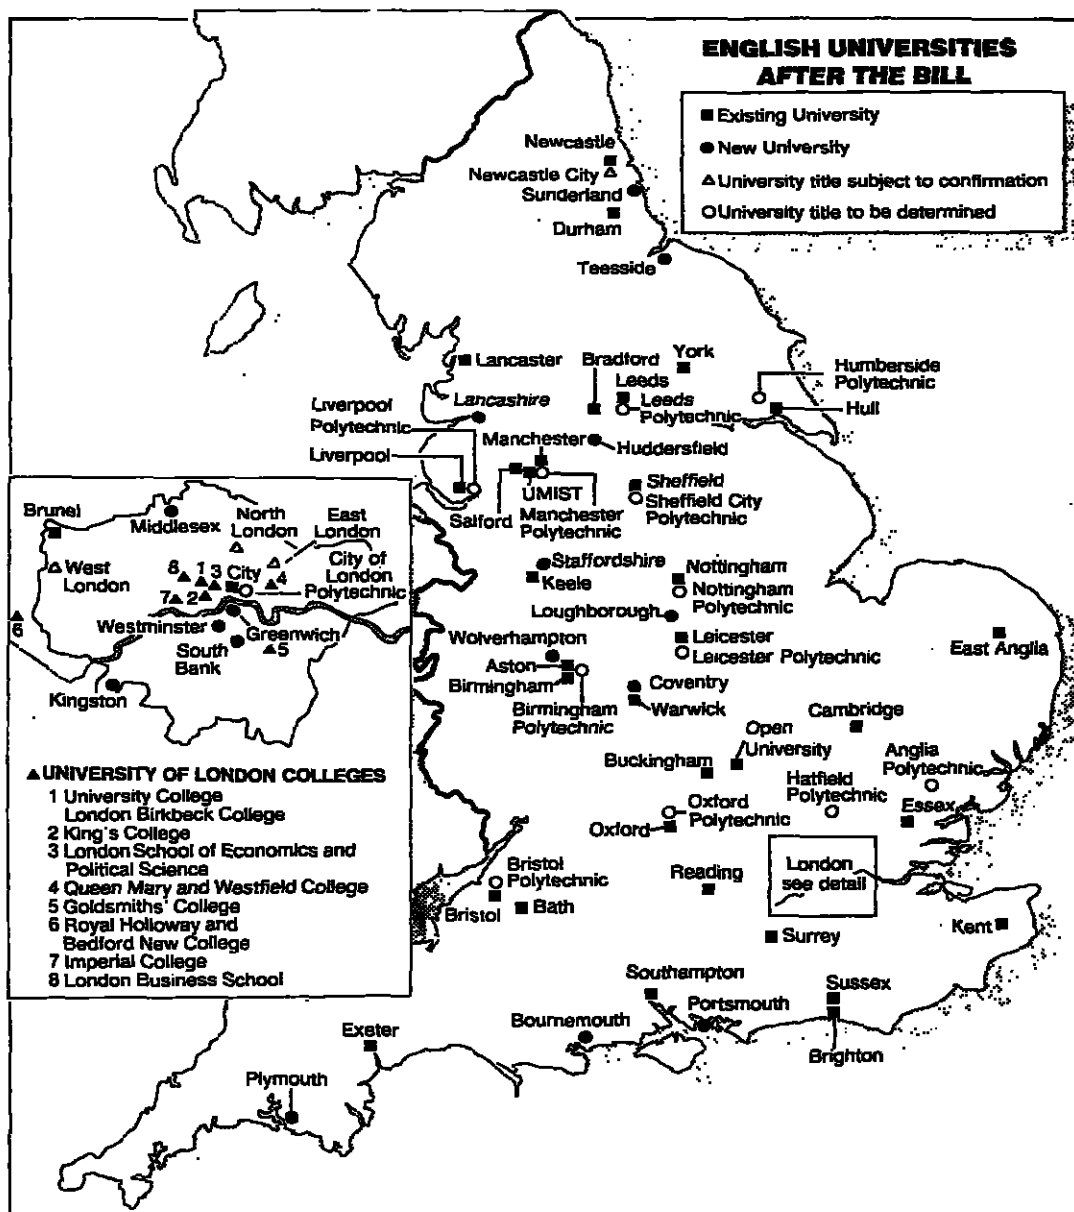 ENGLISH UNIVERSITIES
AFTER THE BILL
Existing University
New University
University title subject to confirmation
University title to be determined
Newcastle
Newcastle City
Sunderland
Durham
Teesside
Lancaster
Bradford
York
Leeds
Leeds
Polytechnic
Humberside
Polytechnic
Hull
Lancashire
Liverpool
Polytechnic
Liverpool
Manchester
Huddersfield
Salford
UMIST
Manchester
Polytechnic
Sheffield
Sheffield City
Polytechnic
Staffordshire
Keele
Nottingham
Nottingham
Polytechnic
Loughborough
Leicester
Leicester Polytechnic
Wolverhampton
Aston
Birmingham
Birmingham
Polytechnic
Coventry
Warwick
East Anglia
Cambridge
Open
University
Buckingham
Hatfield
Polytechnic
Anglia
Polytechnic
Essex
Oxford
Polytechnic
Oxford
London
see detail
Reading
Bristol
Polytechnic
Bristol
Bath
Surrey
Kent
Southampton
Portsmouth
Sussex
Brighton
Bournemouth
Exeter
Plymouth
Brunel
Middlesex
North
London
East
London
West
London
8 1 3 City
City of
London
Polytechnic
4
7 2
6
Westminster
Greenwich
South
Bank
5
Kingston
▲UNIVERSITY OF LONDON COLLEGES
1 University College
London Birkbeck College
2 King's College
3 London School of Economics and
Political Science
4 Queen Mary and Westfield College
5 Goldsmiths' College
6 Royal Holloway and
Bedford New College
7 Imperial College
8 London Business School